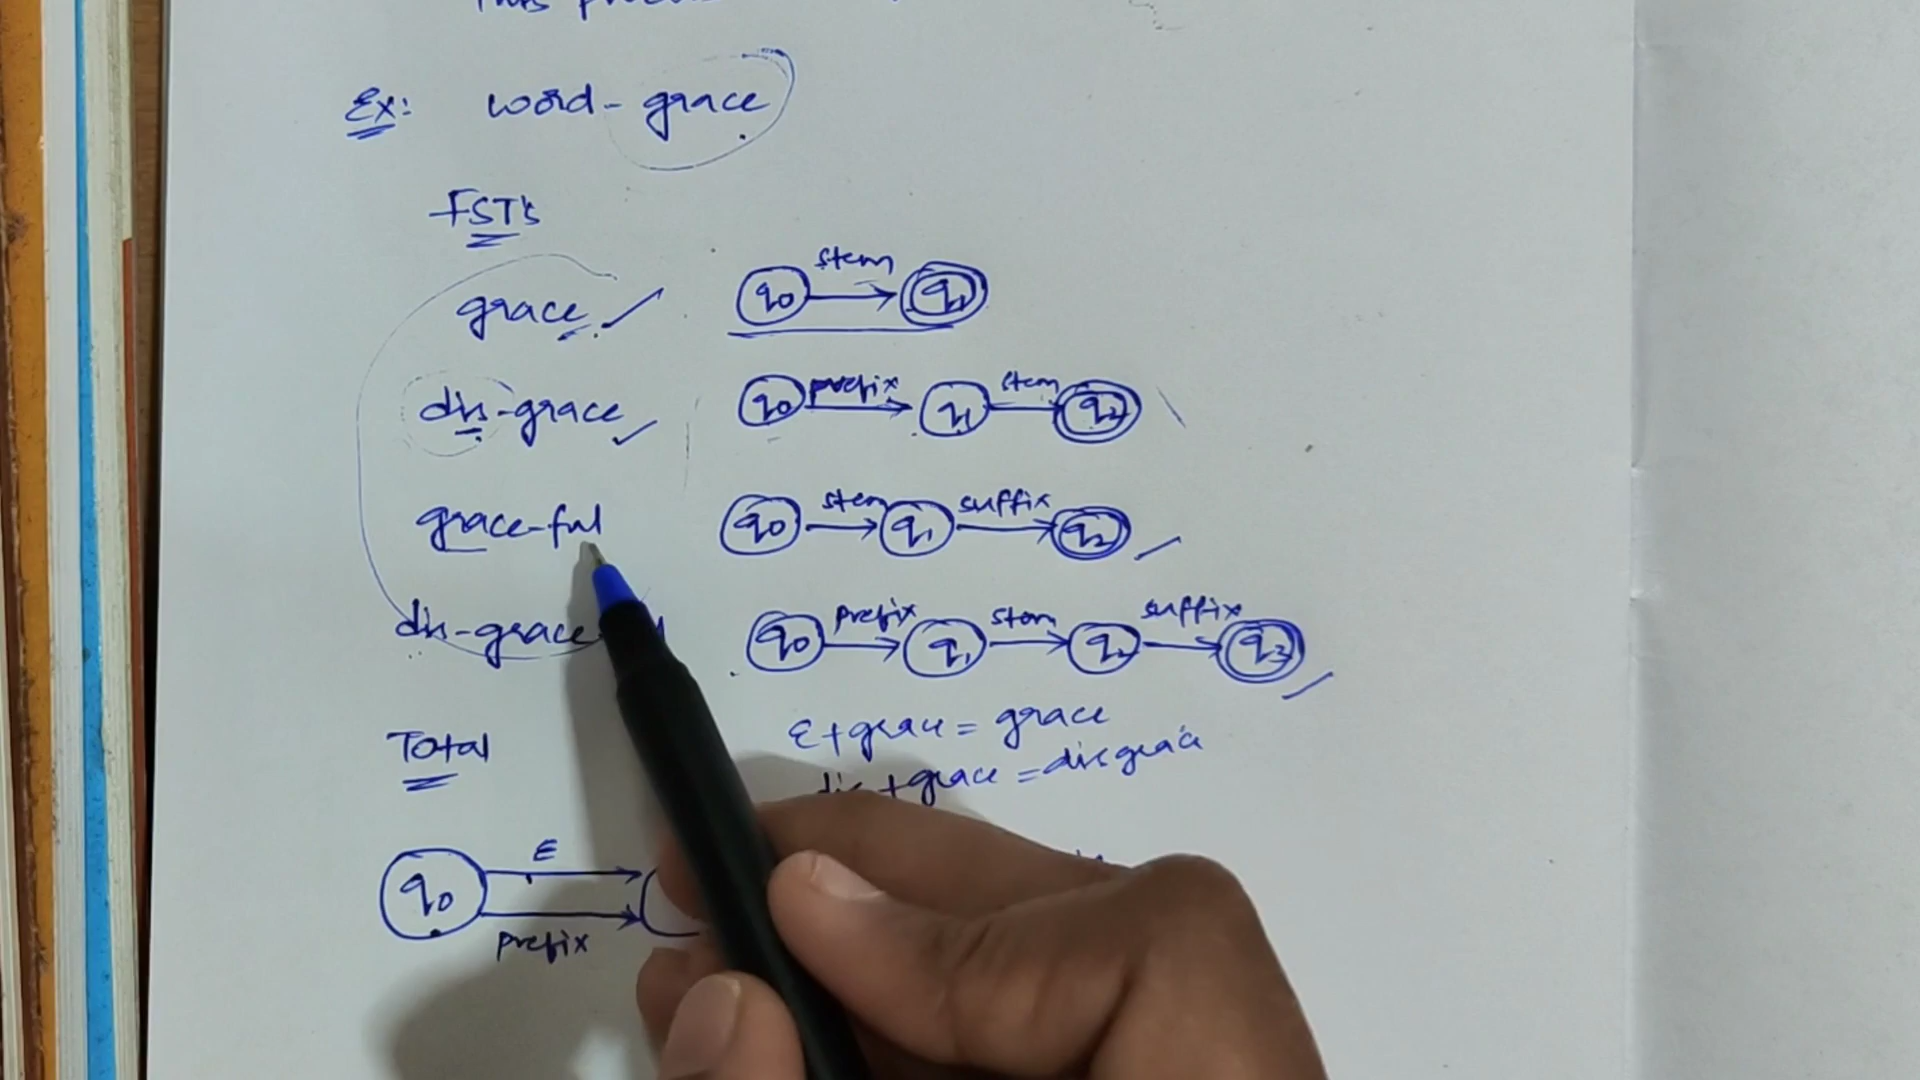 Ex: word-grace
FST's
grace q0 stem q1
dis-grace q0 prefix q1 stem q2
grace-ful q0 stem q1 suffix q2
dis-grace q0 prefix q1 stem q2 suffix q3
Total
ε+grace = grace
dis+grace = disgrace
q0 ε
prefix